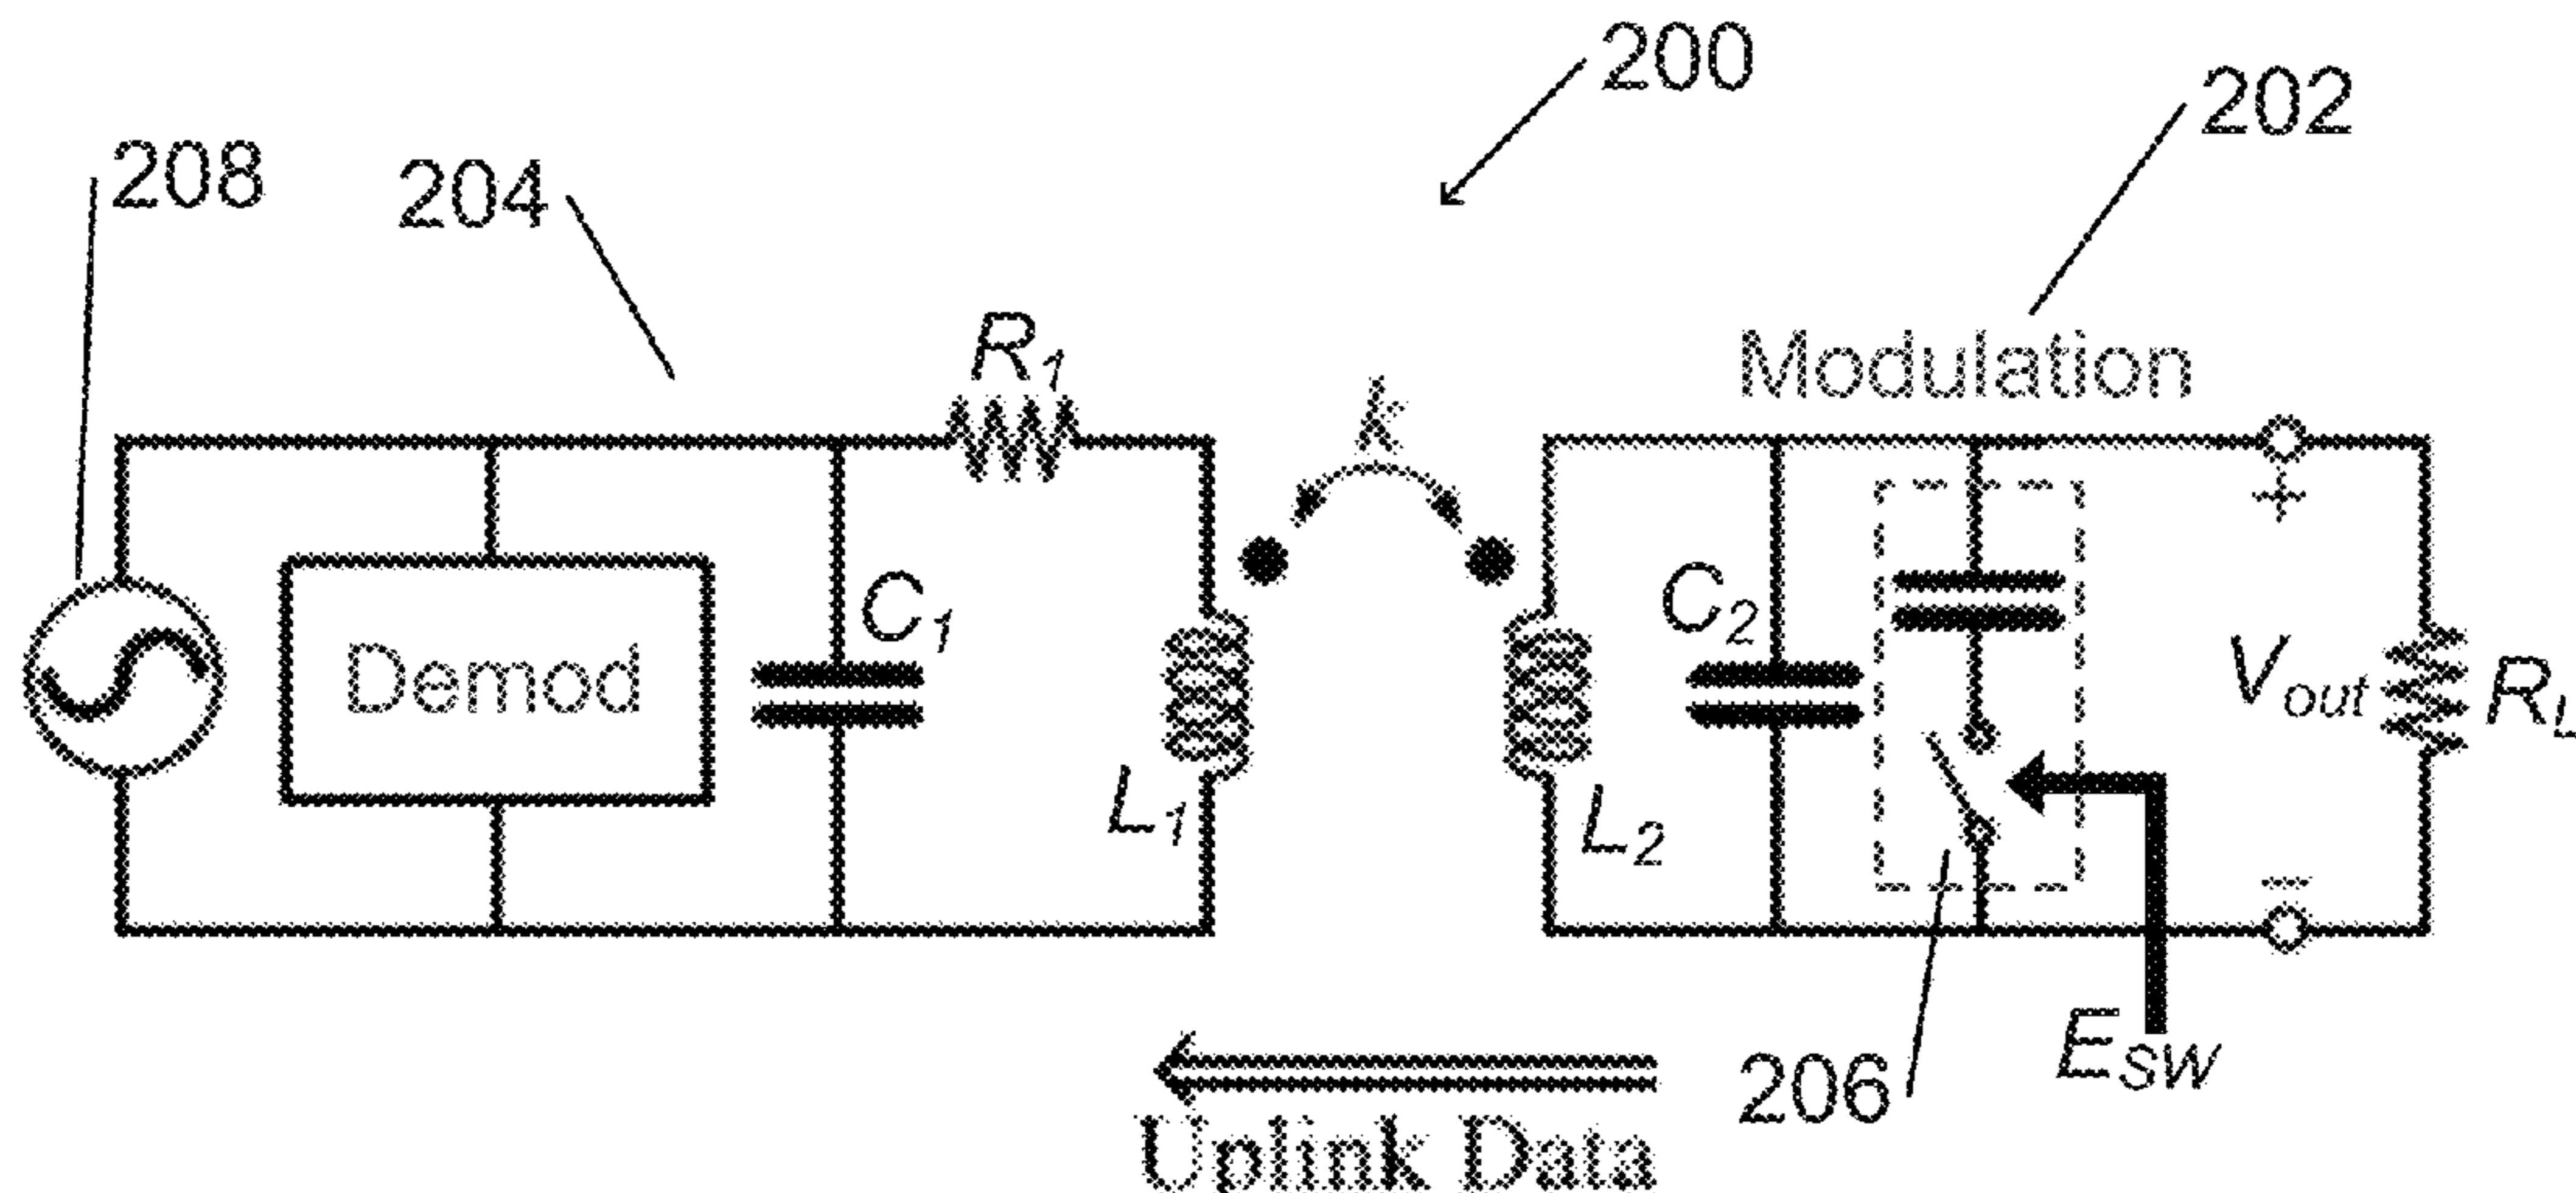 200
202
208
204
R1
k
Modulation
Demod
C1
L1
C2
L2
+
Vout
RL
−
206
ESW
Uplink Data